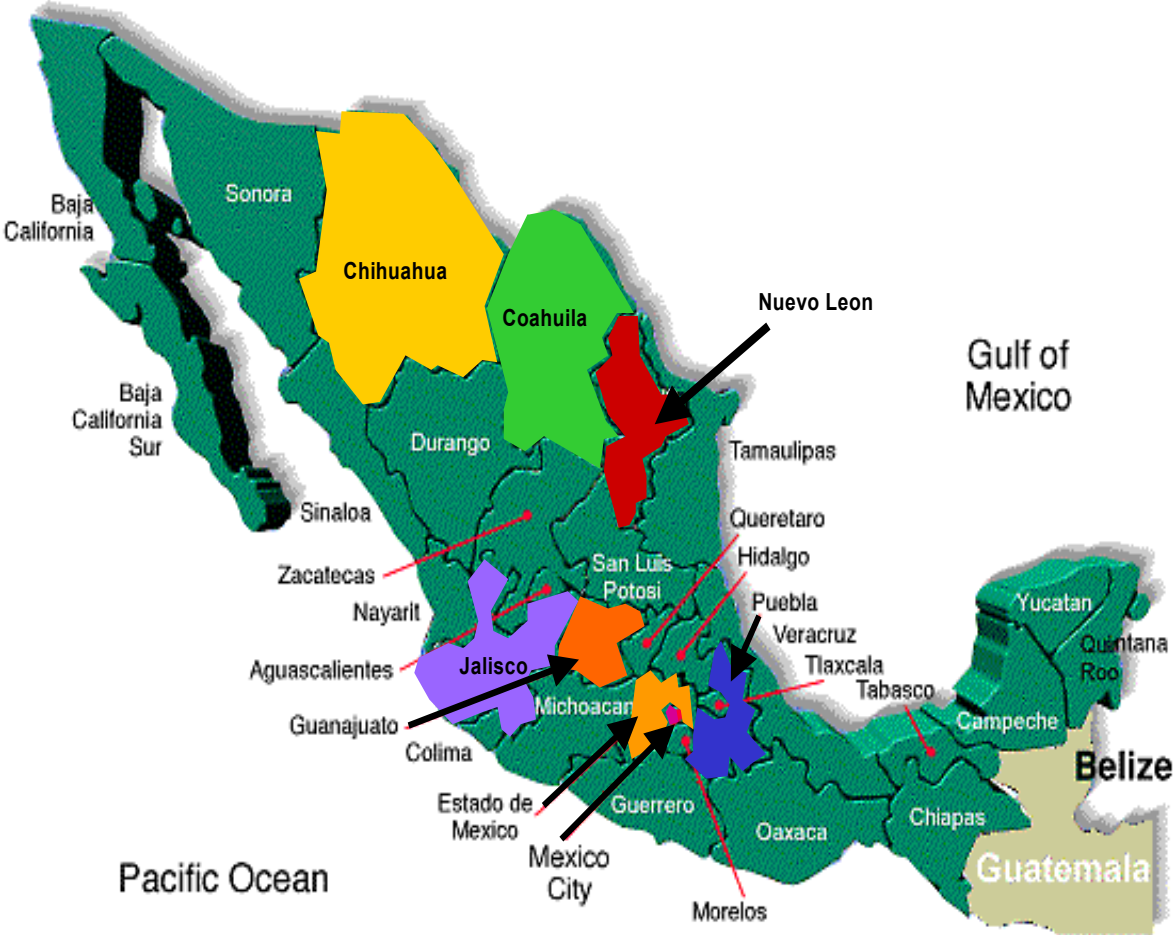 Sonora
Baja
California
Chihuahua
Nuevo Leon
Coahuila
Gulf of
Mexico
Baja
California
Sur
Durango
Tamaulipas
Sinaloa
Queretaro
Hidalgo
San Luis
Potosi
Zacatecas
Nayarit
Puebla
Yucatan
Veracruz
Quintana
Roo
Tlaxcala
Jalisco
Aguascalientes
Tabasco
Michoacan
Campeche
Guanajuato
Colima
Belize
Estado de
Mexico
Guerrero
Chiapas
Oaxaca
Mexico
City
Guatemala
Pacific Ocean
Morelos